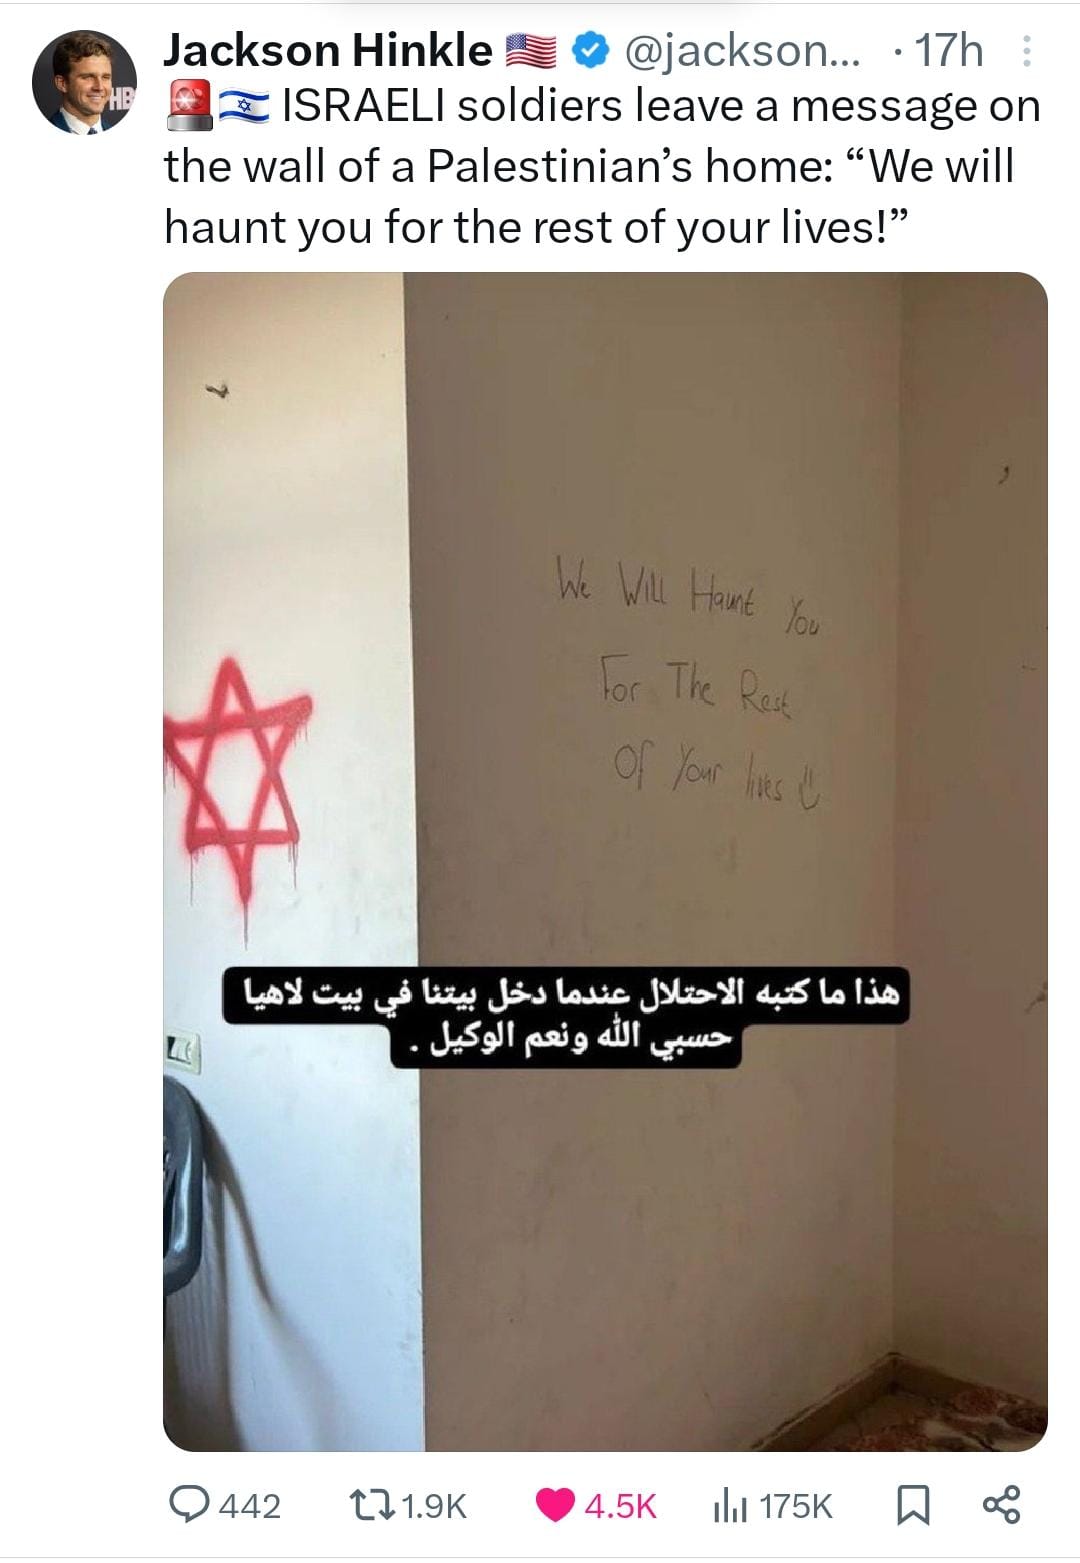 Jackson Hinkle 🇺🇸 @jackson... · 17h
🚨🇮🇱 ISRAELI soldiers leave a message on
the wall of a Palestinian’s home: “We will
haunt you for the rest of your lives!”
We Will Haunt You
For The Rest
Of Your lives
هذا ما كتبه الاحتلال عندما دخل بيتنا في بيت لاهيا
حسبي الله ونعم الوكيل .
442 1.9K 4.5K 175K